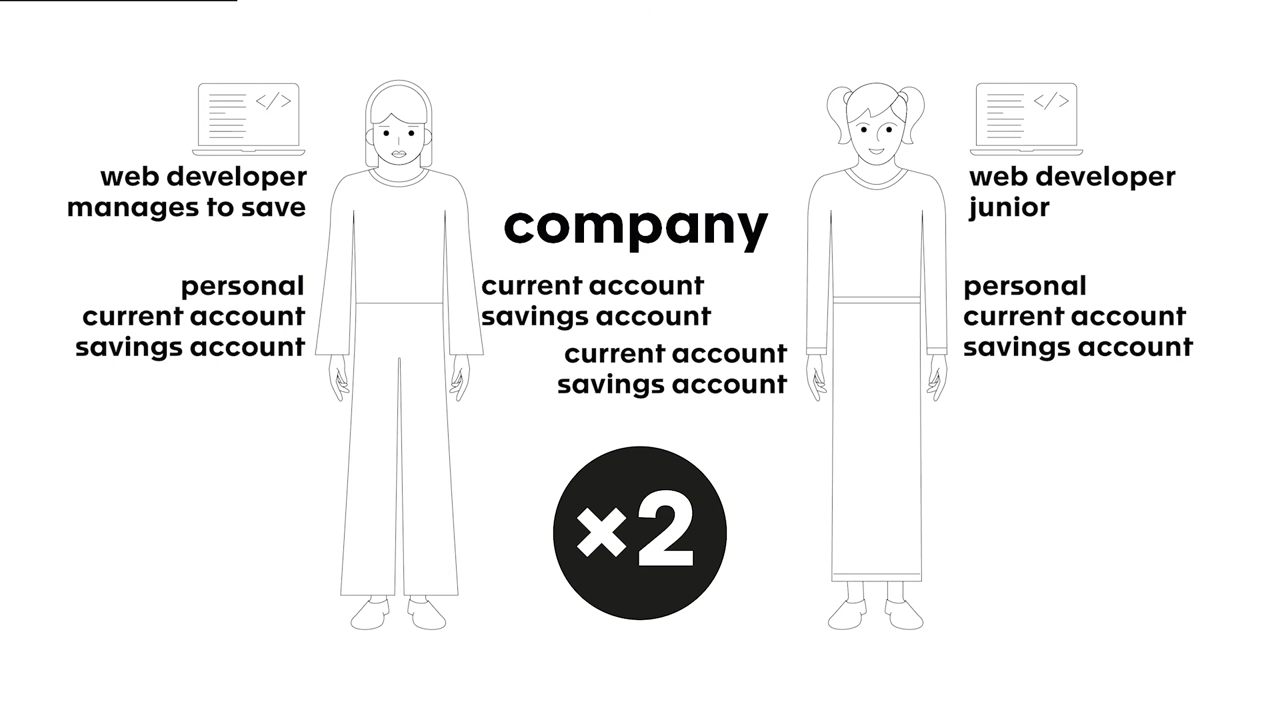 </>
web developer
manages to save
personal
current account
savings account
company
current account
savings account
current account
savings account
×2
</>
web developer
junior
personal
current account
savings account